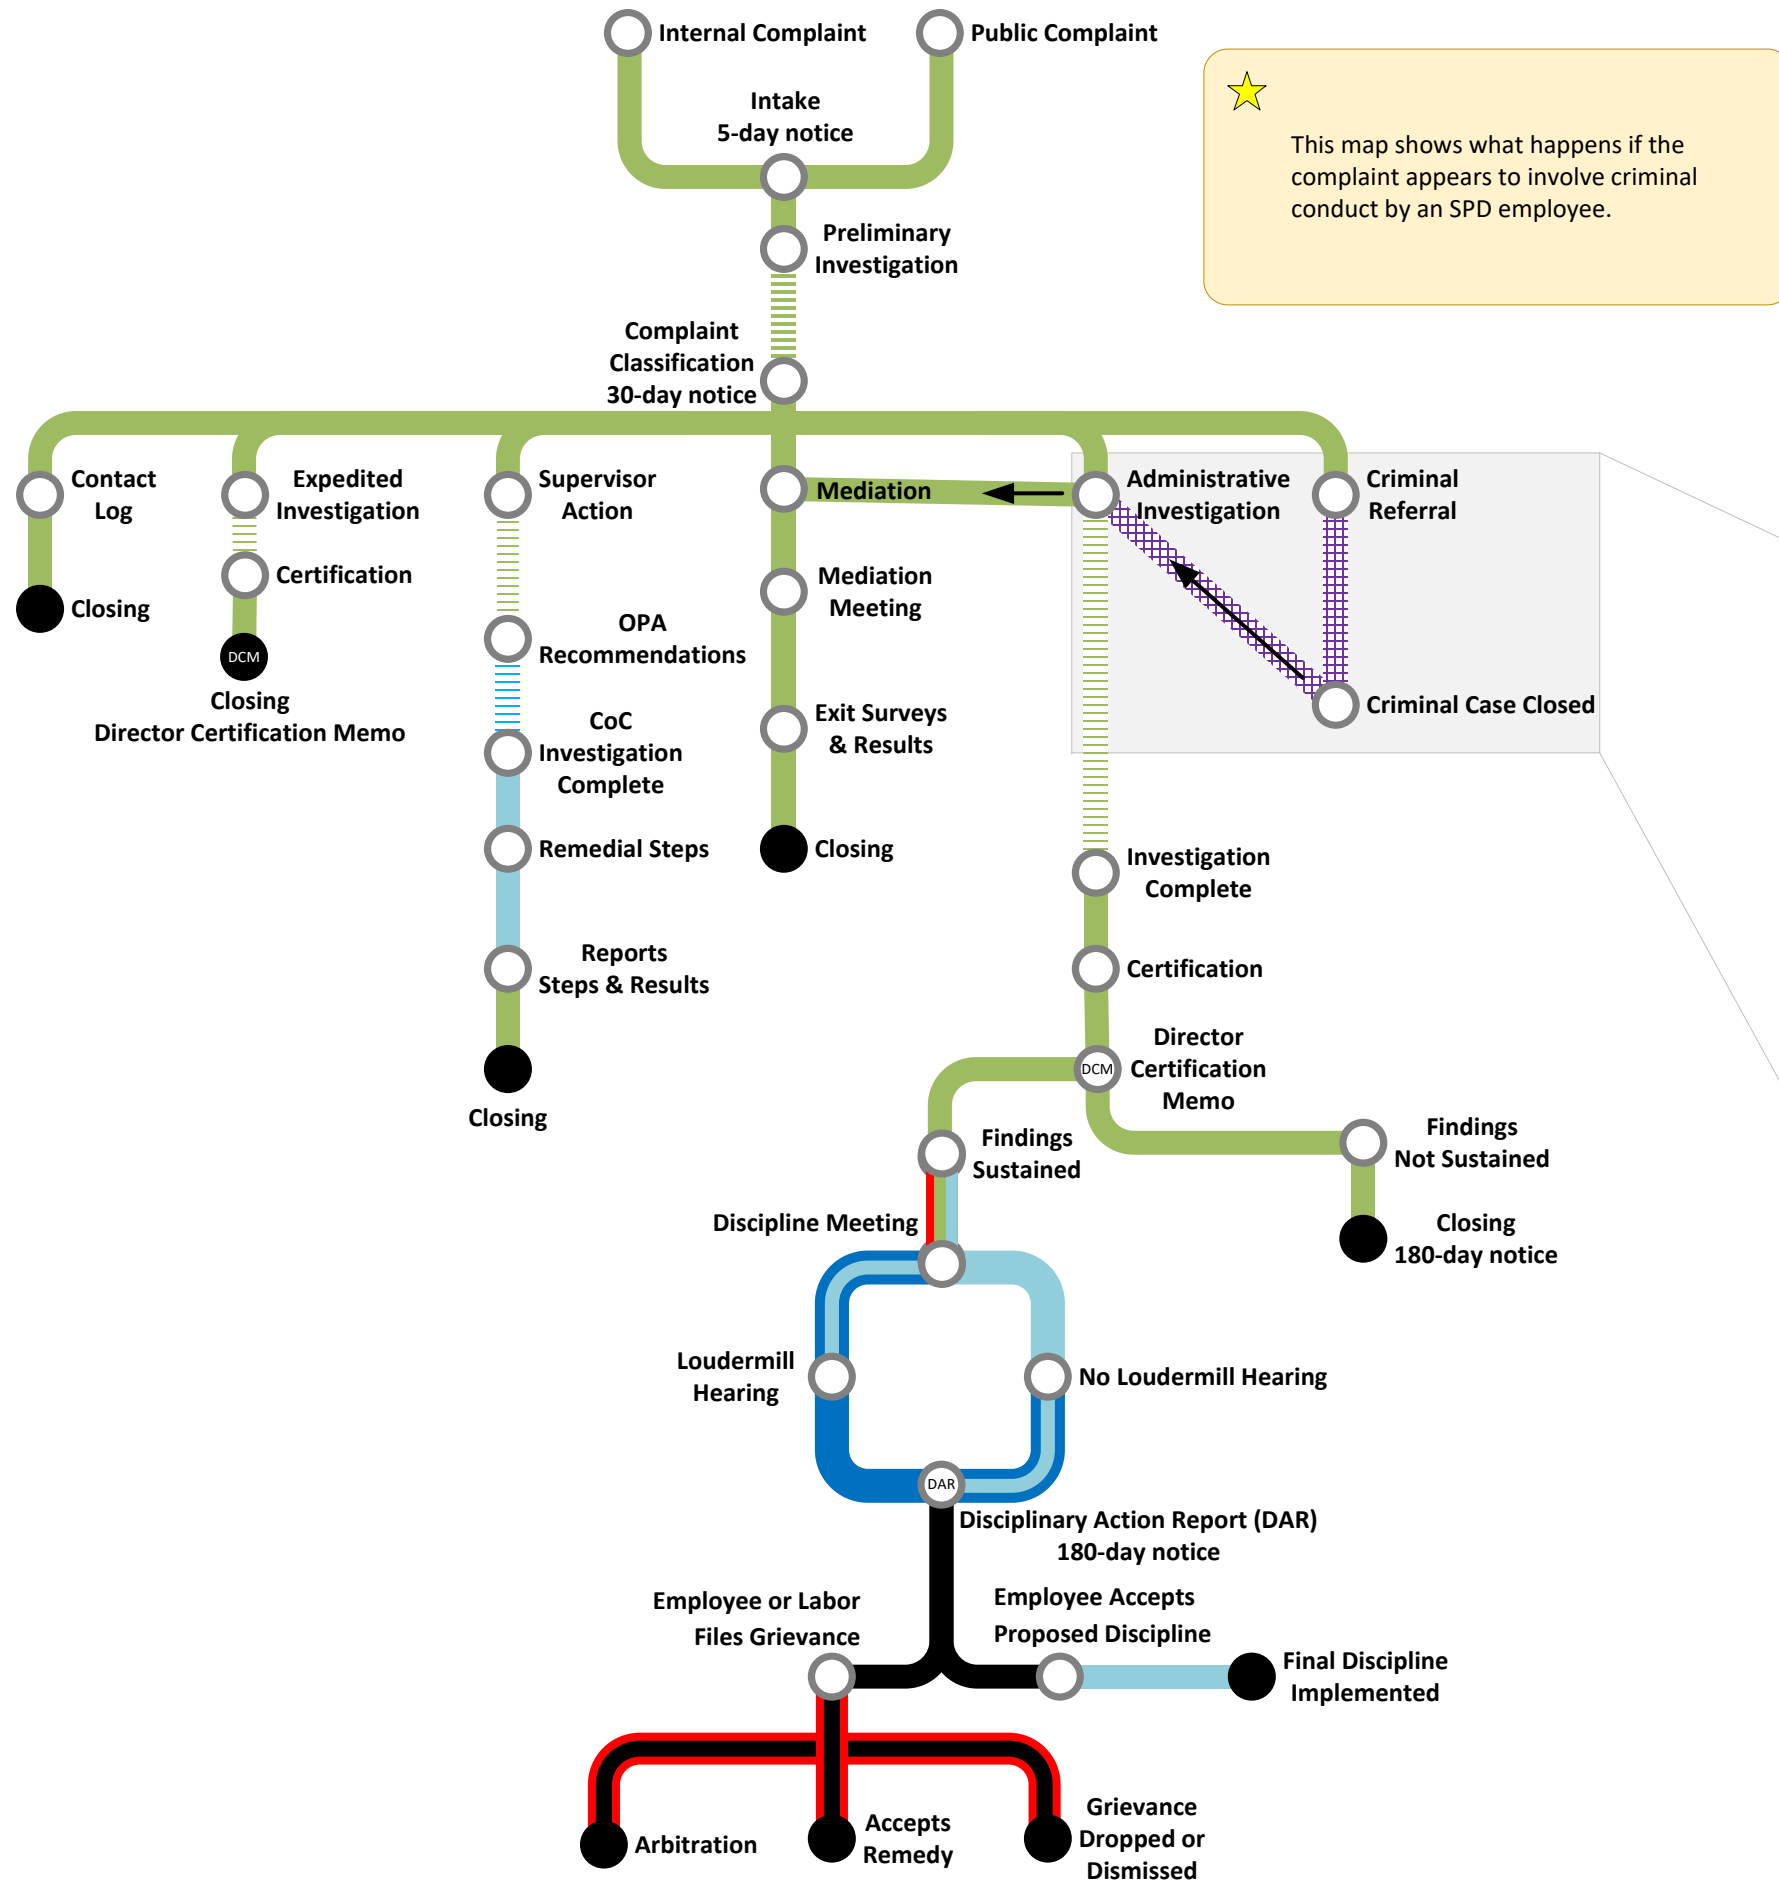 Internal Complaint
Public Complaint
Intake
5-day notice
This map shows what happens if the
complaint appears to involve criminal
conduct by an SPD employee.
Preliminary
Investigation
Complaint
Classification
30-day notice
Contact
Log
Expedited
Investigation
Supervisor
Action
Mediation
Administrative
Investigation
Criminal
Referral
Closing
Certification
DCM
Closing
Director Certification Memo
OPA
Recommendations
CoC
Investigation
Complete
Remedial Steps
Reports
Steps & Results
Closing
Mediation
Meeting
Exit Surveys
& Results
Closing
Criminal Case Closed
Investigation
Complete
Certification
DCM
Director
Certification
Memo
Findings
Sustained
Findings
Not Sustained
Closing
180-day notice
Discipline Meeting
Loudermill
Hearing
No Loudermill Hearing
DAR
Disciplinary Action Report (DAR)
180-day notice
Employee or Labor
Files Grievance
Employee Accepts
Proposed Discipline
Final Discipline
Implemented
Arbitration
Accepts
Remedy
Grievance
Dropped or
Dismissed